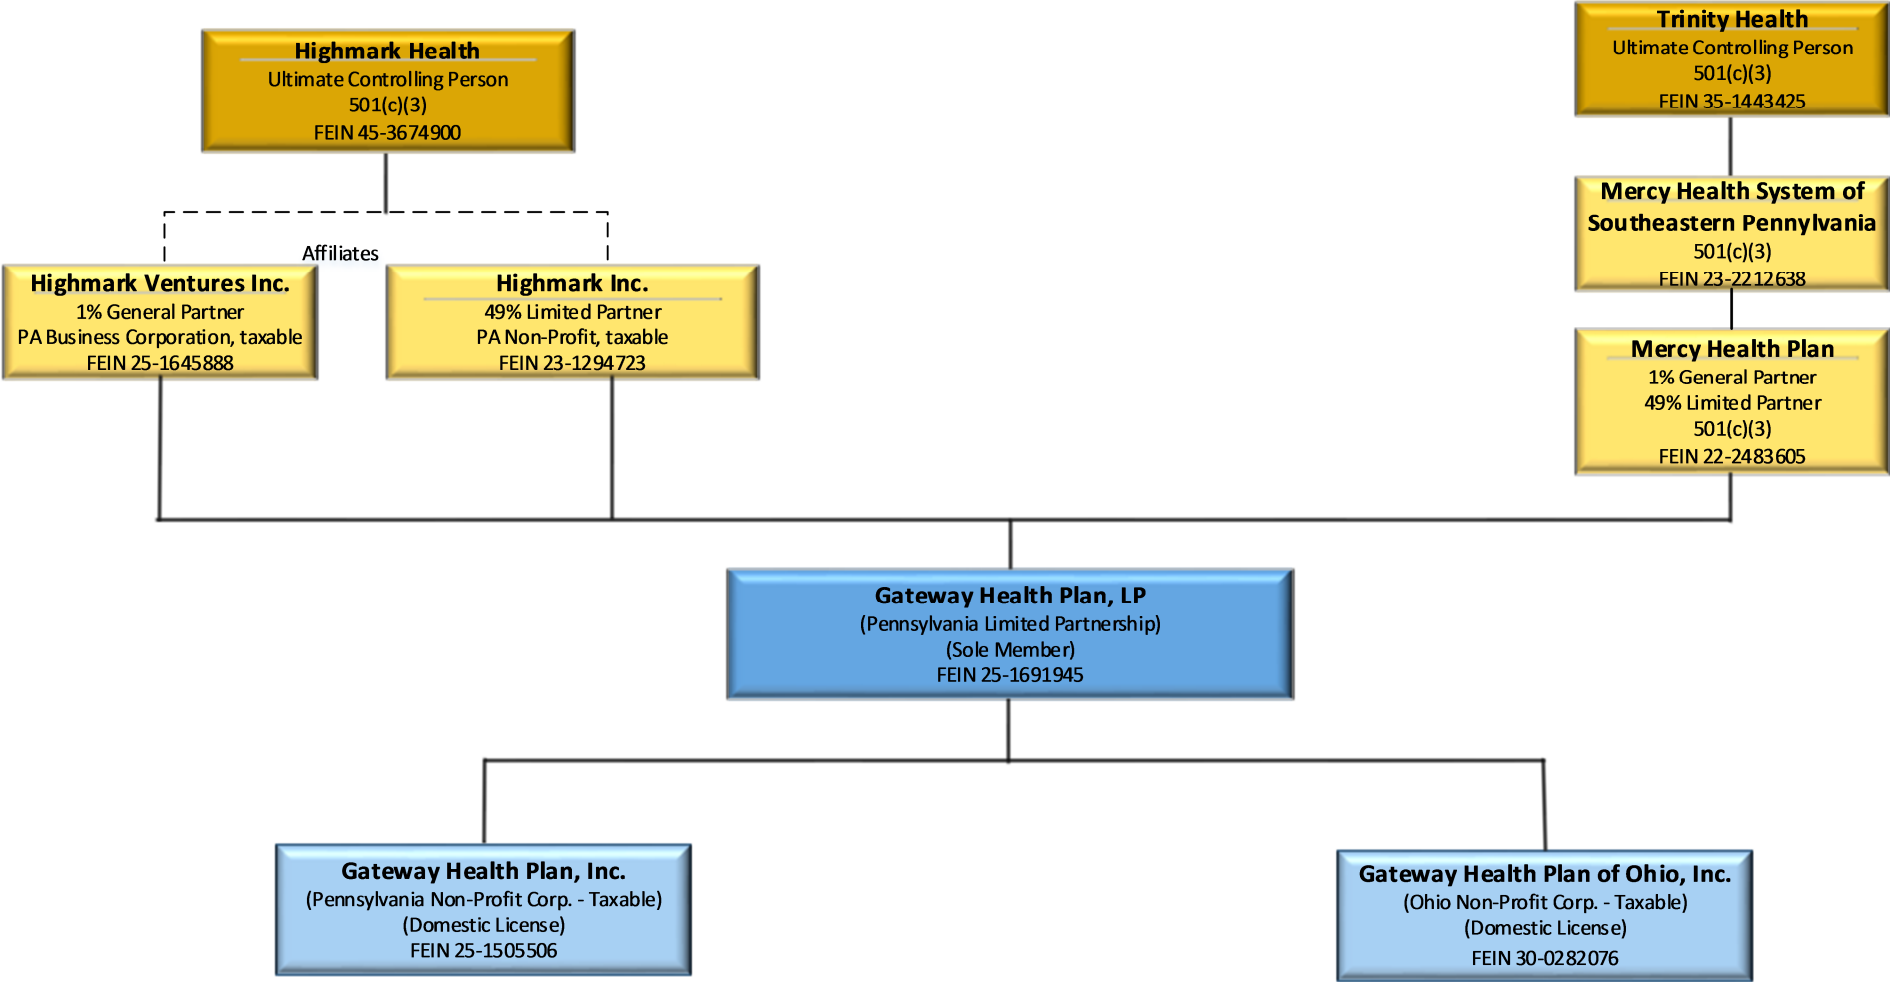 Highmark Health
Ultimate Controlling Person
501(c)(3)
FEIN 45-3674900
Trinity Health
Ultimate Controlling Person
501(c)(3)
FEIN 35-1443425
Mercy Health System of
Southeastern Pennylvania
501(c)(3)
FEIN 23-2212638
Affiliates
Highmark Ventures Inc.
1% General Partner
PA Business Corporation, taxable
FEIN 25-1645888
Highmark Inc.
49% Limited Partner
PA Non-Profit, taxable
FEIN 23-1294723
Mercy Health Plan
1% General Partner
49% Limited Partner
501(c)(3)
FEIN 22-2483605
Gateway Health Plan, LP
(Pennsylvania Limited Partnership)
(Sole Member)
FEIN 25-1691945
Gateway Health Plan, Inc.
(Pennsylvania Non-Profit Corp. - Taxable)
(Domestic License)
FEIN 25-1505506
Gateway Health Plan of Ohio, Inc.
(Ohio Non-Profit Corp. - Taxable)
(Domestic License)
FEIN 30-0282076